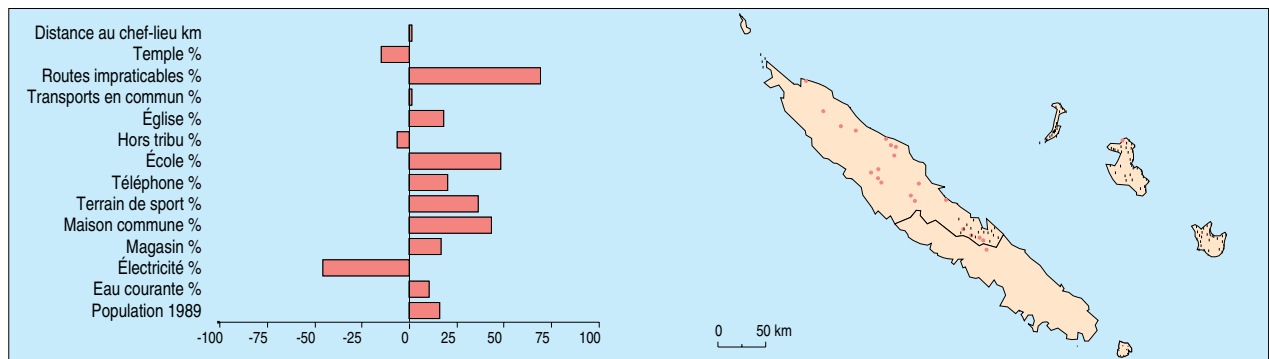 Distance au chef-lieu km
Temple %
Routes impraticables %
Transports en commun %
Église %
Hors tribu %
École %
Téléphone %
Terrain de sport %
Maison commune %
Magasin %
Électricité %
Eau courante %
Population 1989
-100 -75 -50 -25 0 25 50 75 100
0 50 km